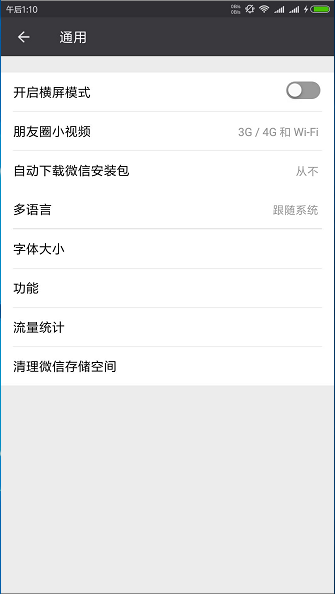 午后1:10
0B/s
0B/s
通用
开启横屏模式
朋友圈小视频 3G / 4G 和 Wi-Fi
自动下载微信安装包 从不
多语言 跟随系统
字体大小
功能
流量统计
清理微信存储空间